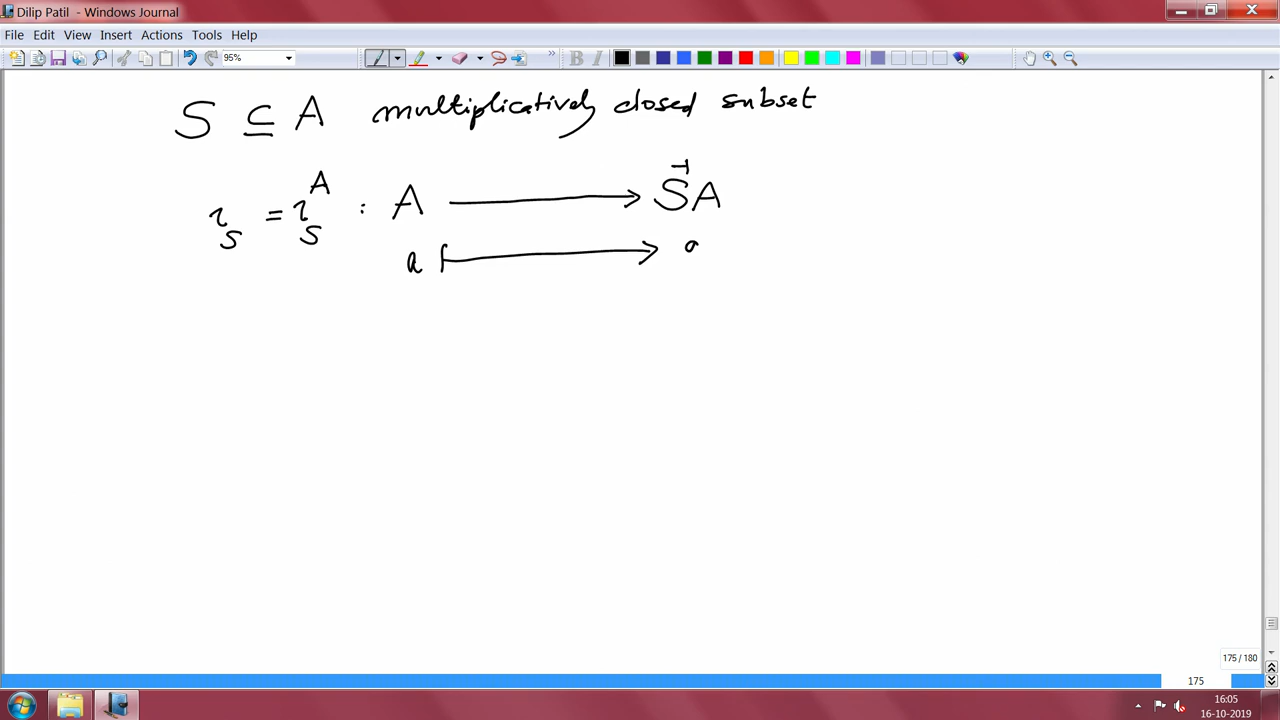 Dilip Patil - Windows Journal
File Edit View Insert Actions Tools Help
95%
S ⊆ A multiplicatively closed subset
ι_S = ι_S^A : A ⟶ S⁻¹A
a ⟼ a
175 / 180
175
16:05
16-10-2019